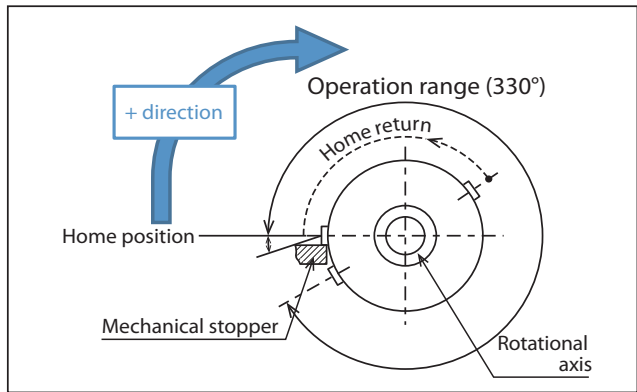 + direction
Operation range (330°)
Home return
Home position
Mechanical stopper
Rotational
axis